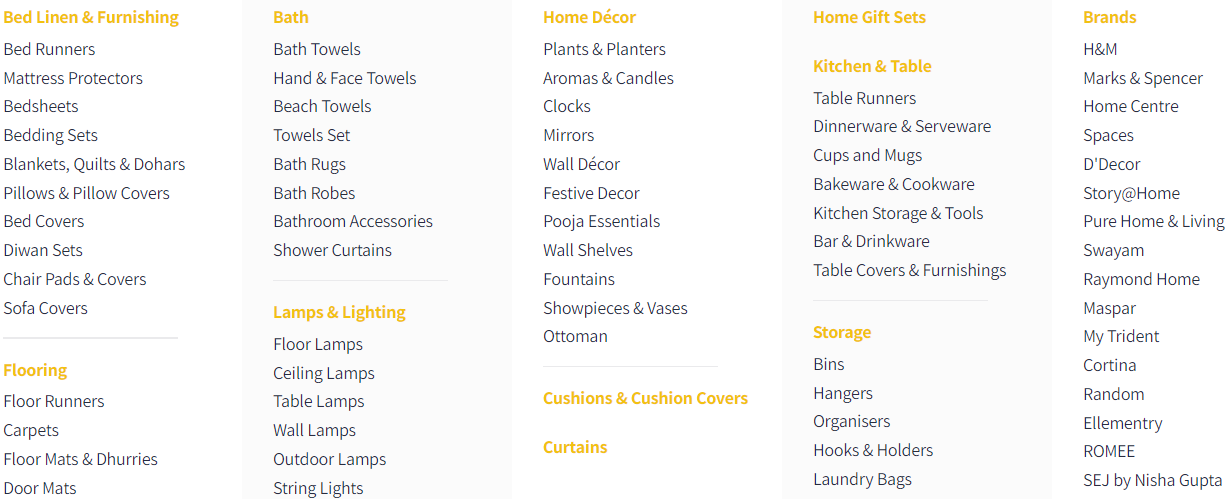 Bed Linen & Furnishing
Bed Runners
Mattress Protectors
Bedsheets
Bedding Sets
Blankets, Quilts & Dohars
Pillows & Pillow Covers
Bed Covers
Diwan Sets
Chair Pads & Covers
Sofa Covers
Flooring
Floor Runners
Carpets
Floor Mats & Dhurries
Door Mats
Bath
Bath Towels
Hand & Face Towels
Beach Towels
Towels Set
Bath Rugs
Bath Robes
Bathroom Accessories
Shower Curtains
Lamps & Lighting
Floor Lamps
Ceiling Lamps
Table Lamps
Wall Lamps
Outdoor Lamps
String Lights
Home Décor
Plants & Planters
Aromas & Candles
Clocks
Mirrors
Wall Décor
Festive Decor
Pooja Essentials
Wall Shelves
Fountains
Showpieces & Vases
Ottoman
Cushions & Cushion Covers
Curtains
Home Gift Sets
Kitchen & Table
Table Runners
Dinnerware & Serveware
Cups and Mugs
Bakeware & Cookware
Kitchen Storage & Tools
Bar & Drinkware
Table Covers & Furnishings
Storage
Bins
Hangers
Organisers
Hooks & Holders
Laundry Bags
Brands
H&M
Marks & Spencer
Home Centre
Spaces
D'Decor
Story@Home
Pure Home & Living
Swayam
Raymond Home
Maspar
My Trident
Cortina
Random
Ellementry
ROMEE
SEJ by Nisha Gupta